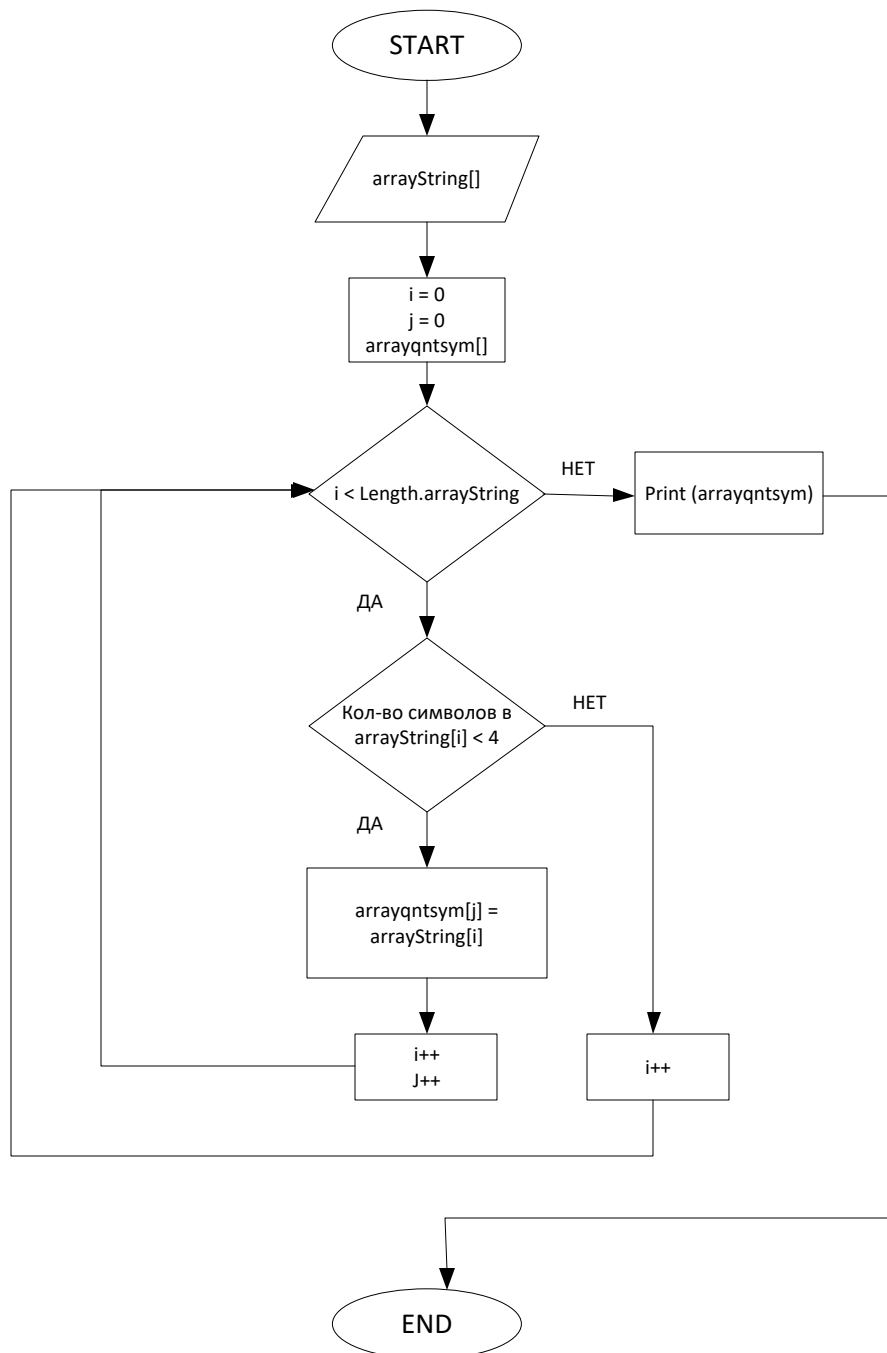 START
arrayString[]
i = 0
j = 0
arrayqntsym[]
i < Length.arrayString
НЕТ
Print (arrayqntsym)
ДА
Кол-во символов в
arrayString[i] < 4
НЕТ
ДА
arrayqntsym[j] =
arrayString[i]
i++
J++
i++
END